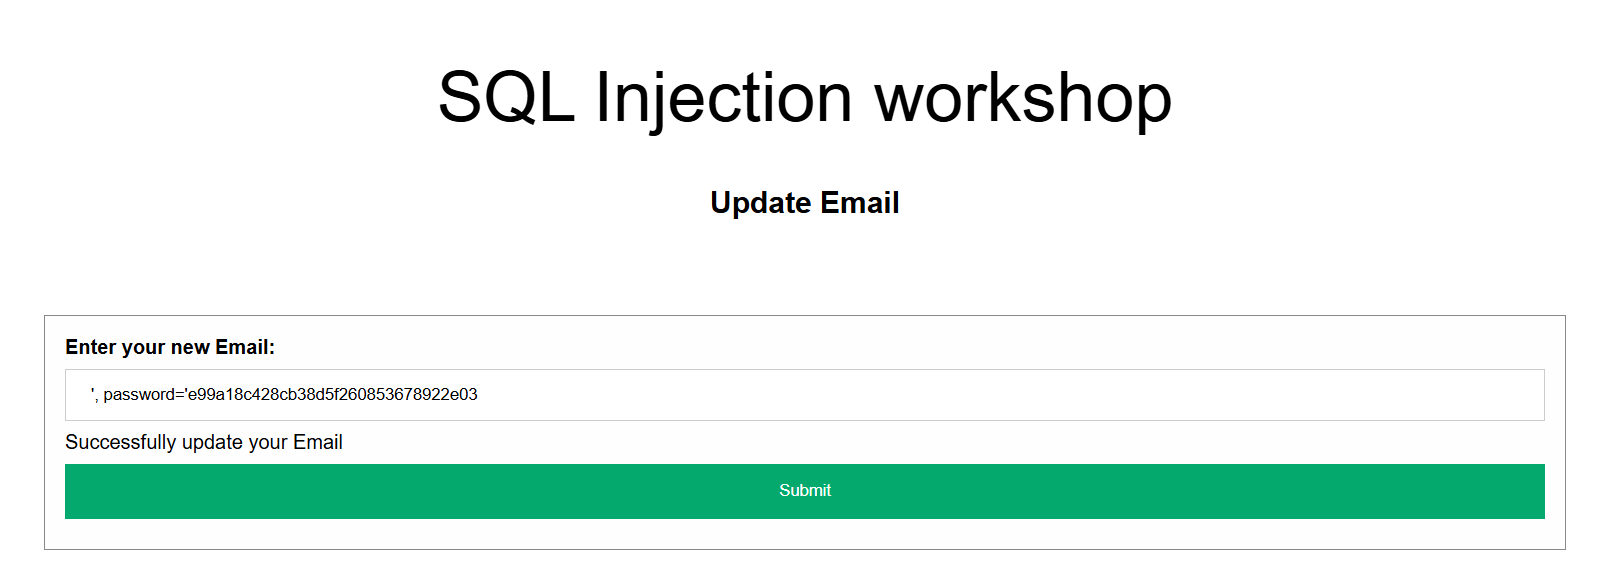 SQL Injection workshop
Update Email
Enter your new Email:
', password='e99a18c428cb38d5f260853678922e03
Successfully update your Email
Submit